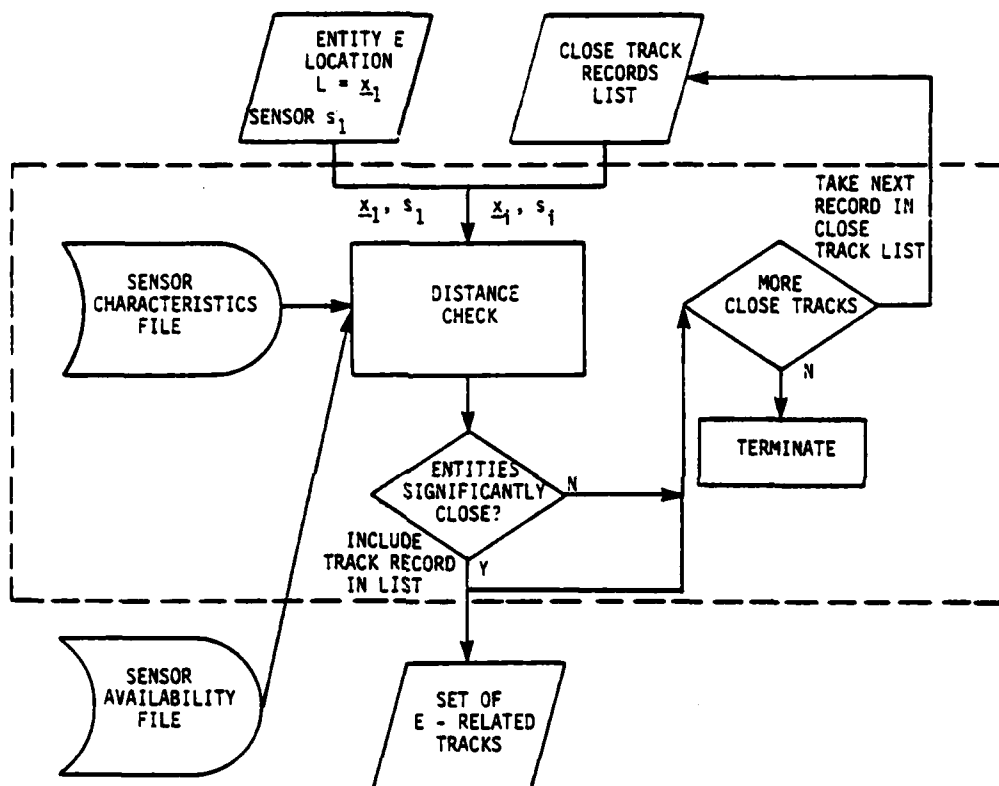 ENTITY E
LOCATION
L = x1
SENSOR s1
CLOSE TRACK
RECORDS
LIST
TAKE NEXT
RECORD IN
CLOSE
TRACK LIST
x1, s1
xi, si
SENSOR
CHARACTERISTICS
FILE
DISTANCE
CHECK
MORE
CLOSE TRACKS
N
TERMINATE
ENTITIES
SIGNIFICANTLY
CLOSE?
N
INCLUDE
TRACK RECORD
IN LIST
Y
SENSOR
AVAILABILITY
FILE
SET OF
E - RELATED
TRACKS